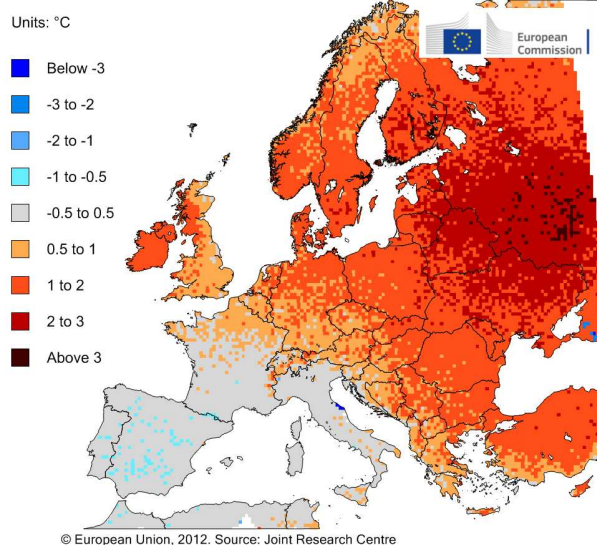 Units: °C
European
Commission
Below -3
-3 to -2
-2 to -1
-1 to -0.5
-0.5 to 0.5
0.5 to 1
1 to 2
2 to 3
Above 3
© European Union, 2012. Source: Joint Research Centre